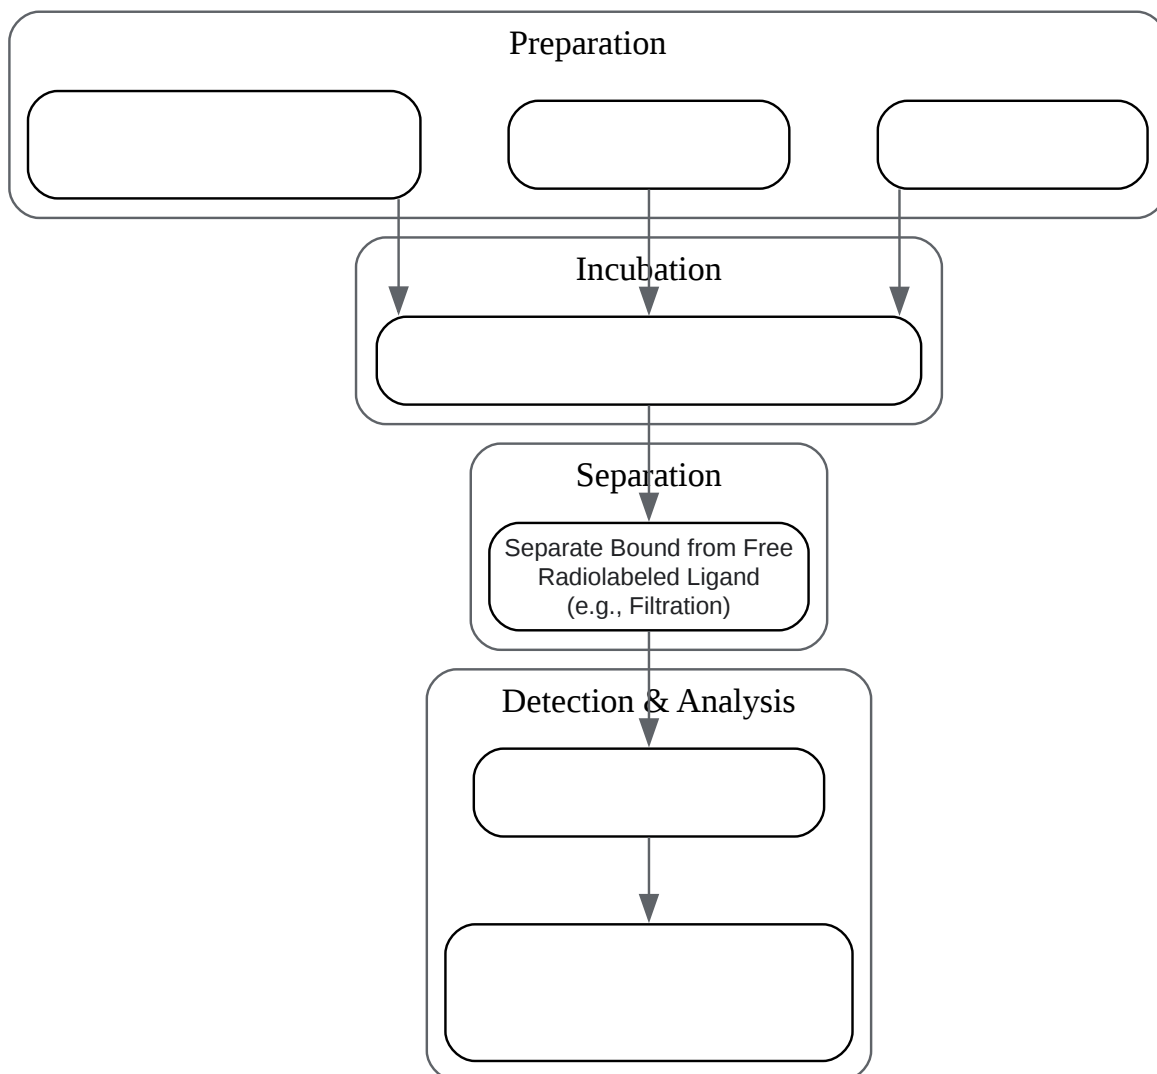 Preparation
Incubation
Separation
Separate Bound from Free
Radiolabeled Ligand
(e.g., Filtration)
Detection & Analysis